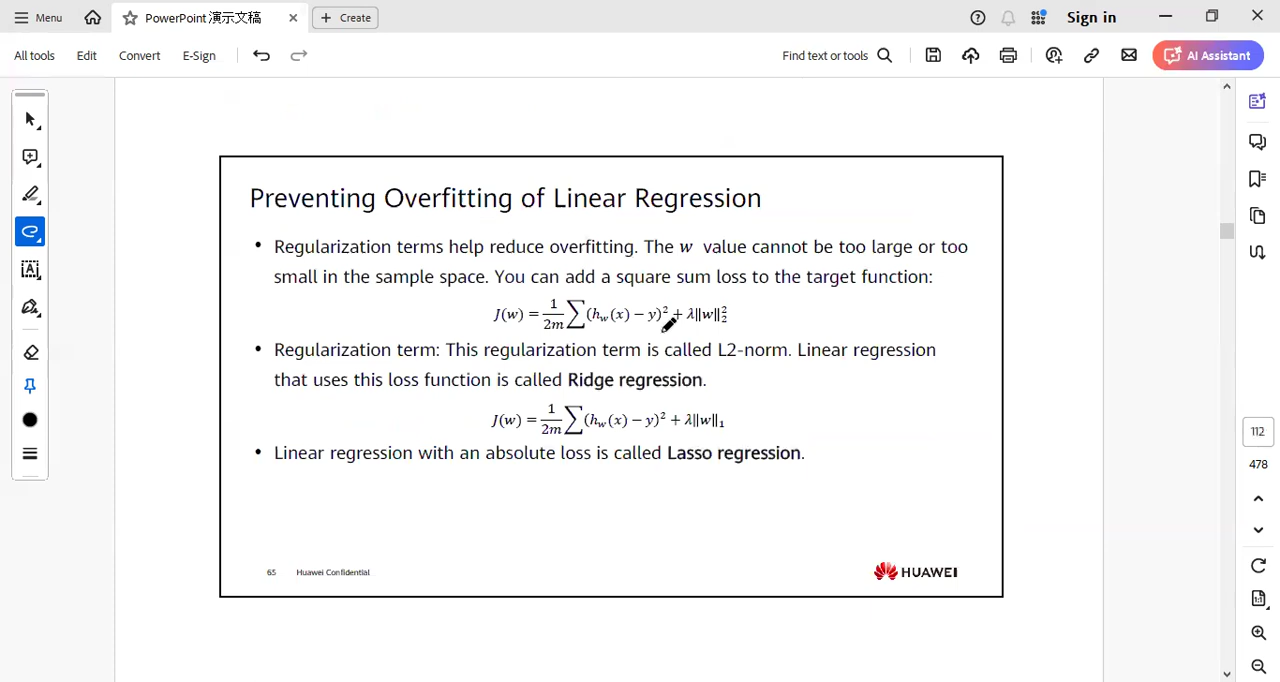 Menu
PowerPoint 演示文稿
Create
Sign in
All tools
Edit
Convert
E-Sign
Find text or tools
AI Assistant
Preventing Overfitting of Linear Regression
• Regularization terms help reduce overfitting. The w value cannot be too large or too
small in the sample space. You can add a square sum loss to the target function:
J(w) = 1/2m ∑(h_w(x) − y)² + λ‖w‖₂²
• Regularization term: This regularization term is called L2-norm. Linear regression
that uses this loss function is called Ridge regression.
J(w) = 1/2m ∑(h_w(x) − y)² + λ‖w‖₁
• Linear regression with an absolute loss is called Lasso regression.
65 Huawei Confidential
HUAWEI
112
478
1:1